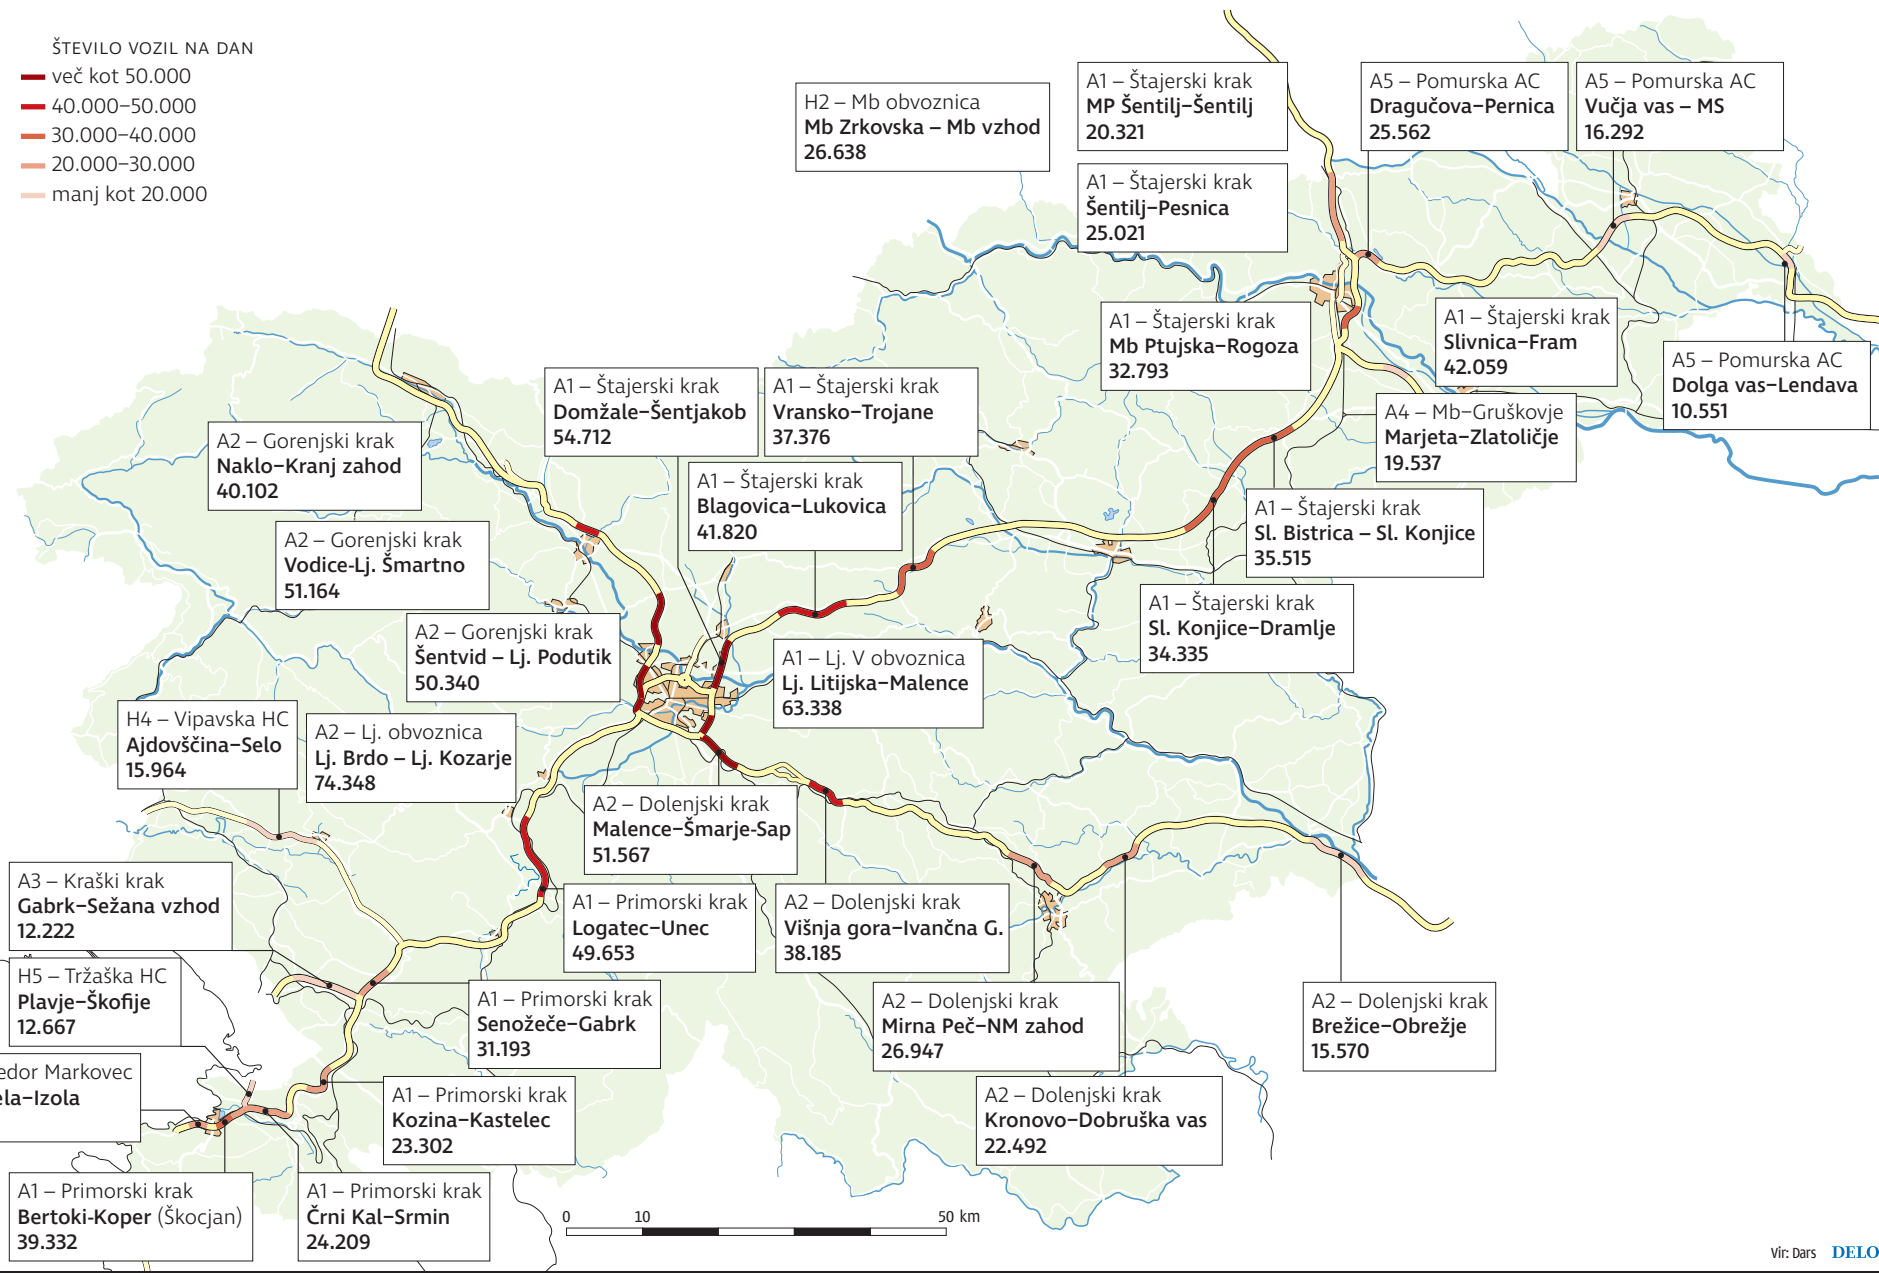 ŠTEVILO VOZIL NA DAN
več kot 50.000
40.000–50.000
30.000–40.000
20.000–30.000
manj kot 20.000
H2 – Mb obvoznica
Mb Zrkovska – Mb vzhod
26.638
A1 – Štajerski krak
MP Šentilj–Šentilj
20.321
A5 – Pomurska AC
Dragučova–Pernica
25.562
A5 – Pomurska AC
Vučja vas – MS
16.292
A1 – Štajerski krak
Šentilj–Pesnica
25.021
A1 – Štajerski krak
Mb Ptujska–Rogoza
32.793
A1 – Štajerski krak
Slivnica–Fram
42.059
A5 – Pomurska AC
Dolga vas–Lendava
10.551
A1 – Štajerski krak
Domžale–Šentjakob
54.712
A1 – Štajerski krak
Vransko–Trojane
37.376
A4 – Mb–Gruškovje
Marjeta–Zlatoličje
19.537
A2 – Gorenjski krak
Naklo–Kranj zahod
40.102
A1 – Štajerski krak
Blagovica–Lukovica
41.820
A1 – Štajerski krak
Sl. Bistrica – Sl. Konjice
35.515
A2 – Gorenjski krak
Vodice-Lj. Šmartno
51.164
A1 – Štajerski krak
Sl. Konjice–Dramlje
34.335
A2 – Gorenjski krak
Šentvid – Lj. Podutik
50.340
A1 – Lj. V obvoznica
Lj. Litijska–Malence
63.338
H4 – Vipavska HC
Ajdovščina–Selo
15.964
A2 – Lj. obvoznica
Lj. Brdo – Lj. Kozarje
74.348
A2 – Dolenjski krak
Malence–Šmarje-Sap
51.567
A3 – Kraški krak
Gabrk–Sežana vzhod
12.222
A1 – Primorski krak
Logatec–Unec
49.653
A2 – Dolenjski krak
Višnja gora–Ivančna G.
38.185
H5 – Tržaška HC
Plavje–Škofije
12.667
A1 – Primorski krak
Senožeče–Gabrk
31.193
A2 – Dolenjski krak
Mirna Peč–NM zahod
26.947
A2 – Dolenjski krak
Brežice–Obrežje
15.570
edor Markovec
ela–Izola
A1 – Primorski krak
Kozina–Kastelec
23.302
A2 – Dolenjski krak
Kronovo–Dobruška vas
22.492
A1 – Primorski krak
Bertoki-Koper (Škocjan)
39.332
A1 – Primorski krak
Črni Kal–Srmin
24.209
0 10 50 km
Vir: Dars DELO